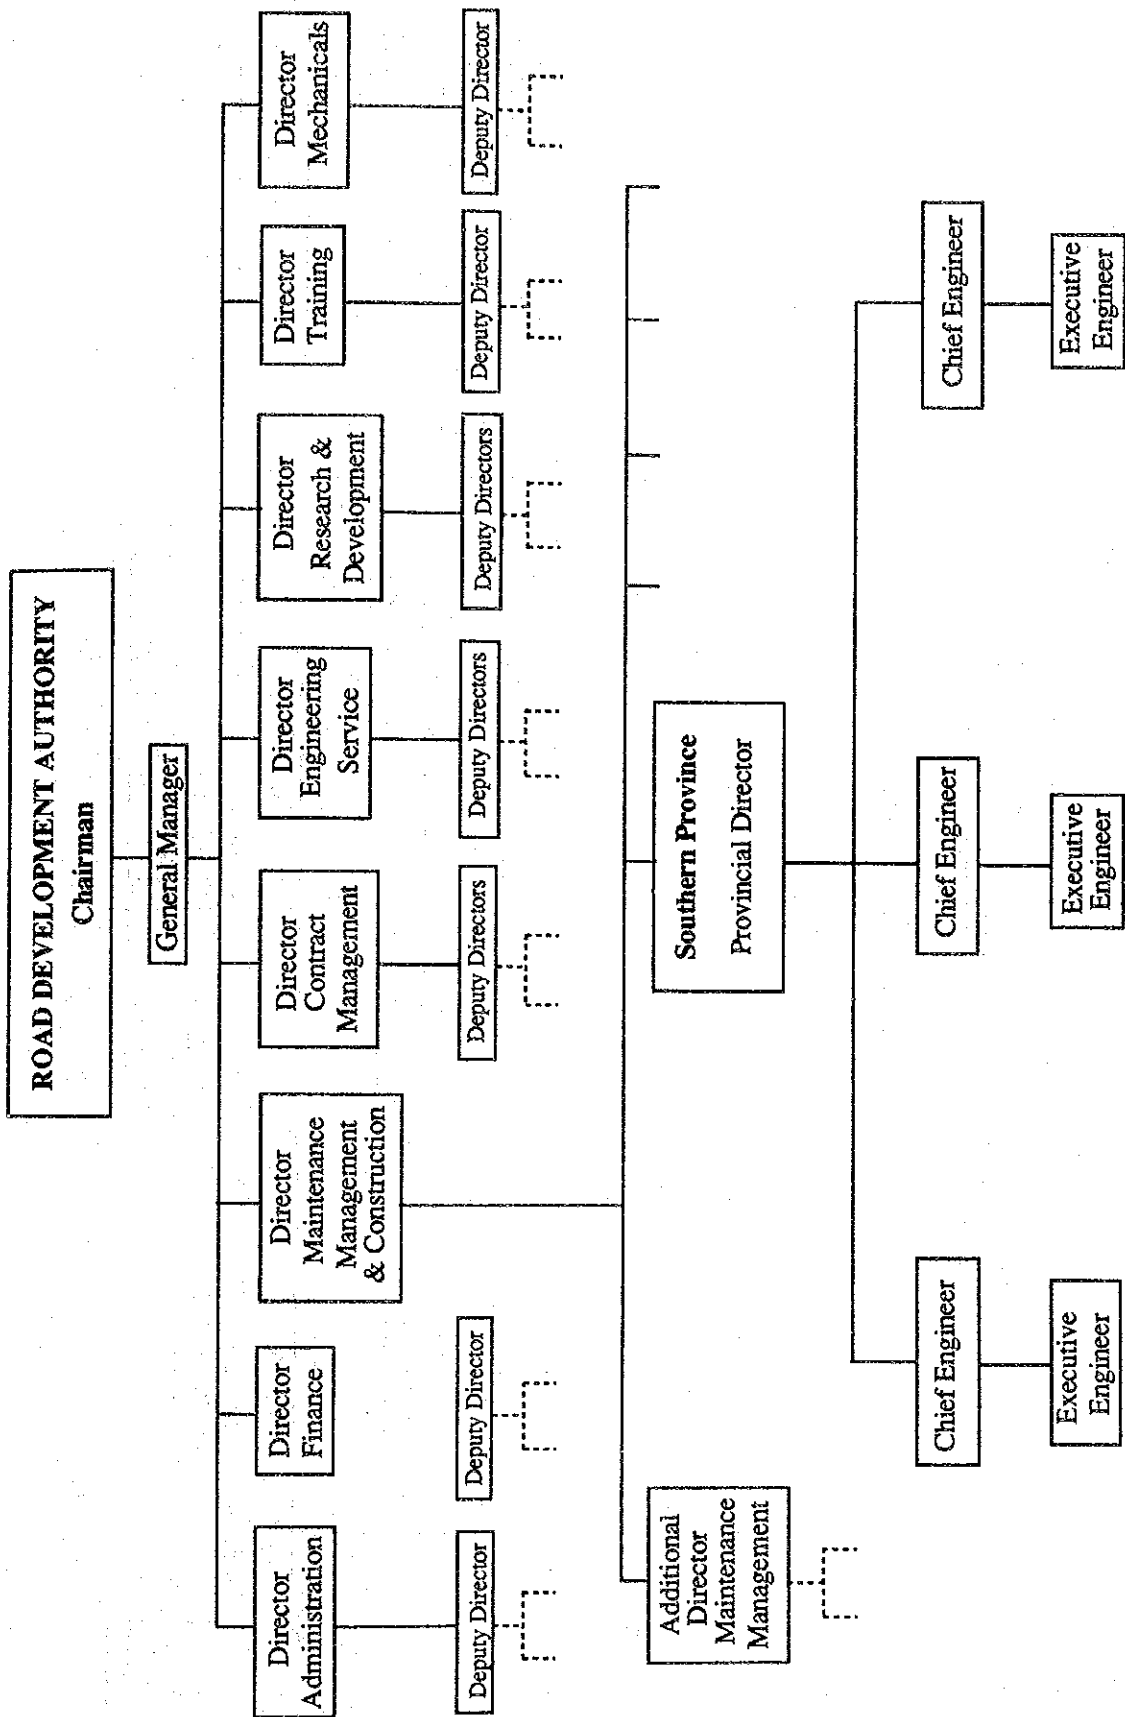 ROAD DEVELOPMENT AUTHORITY
Chairman
General Manager
Director
Administration
Director
Finance
Director
Maintenance
Management
& Construction
Director
Contract
Management
Director
Engineering
Service
Director
Research &
Development
Director
Training
Director
Mechanicals
Deputy Director
Deputy Director
Deputy Directors
Deputy Directors
Deputy Directors
Deputy Director
Deputy Director
Additional
Director
Maintenance
Management
Southern Province
Provincial Director
Chief Engineer
Chief Engineer
Chief Engineer
Executive
Engineer
Executive
Engineer
Executive
Engineer